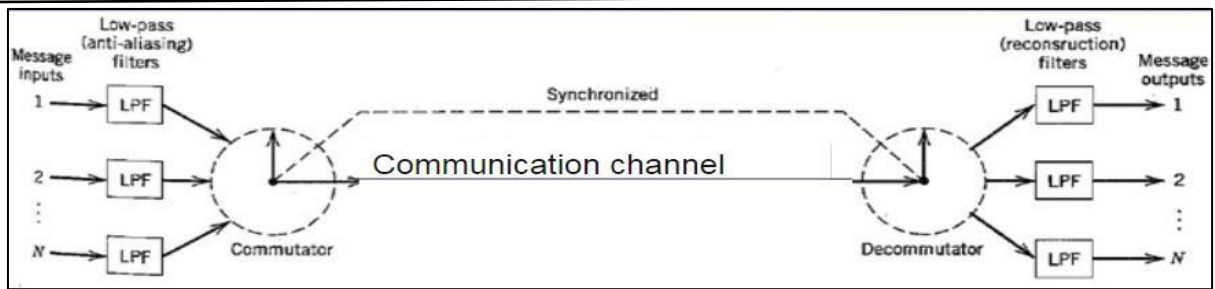 Low-pass
(anti-aliasing)
filters
Message
inputs
1
LPF
2
LPF
⋮
N
LPF
Commutator
Synchronized
Communication channel
Decommutator
Low-pass
(reconsruction)
filters
Message
outputs
LPF
1
LPF
2
⋮
LPF
N